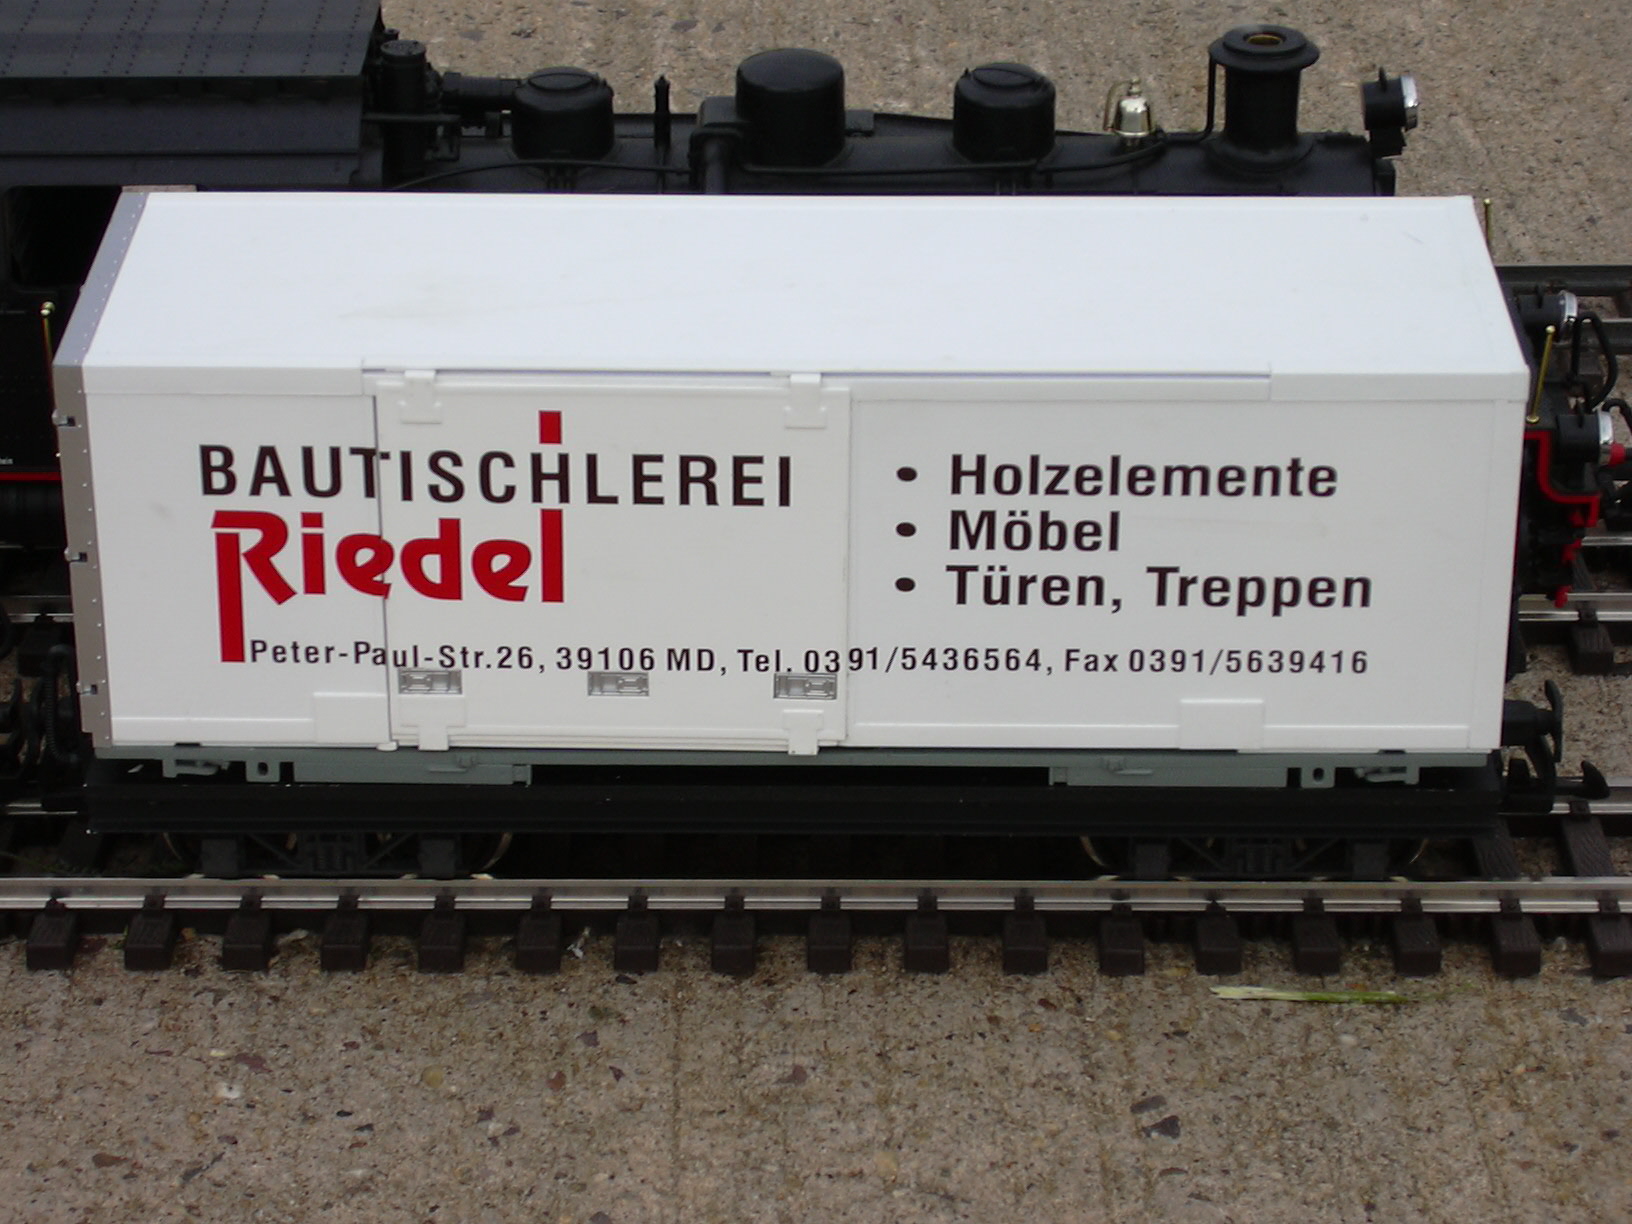 BAUTISCHLEREI
Riedel
• Holzelemente
• Möbel
• Türen, Treppen
Peter-Paul-Str.26, 39106 MD, Tel. 0391/5436564, Fax 0391/5639416